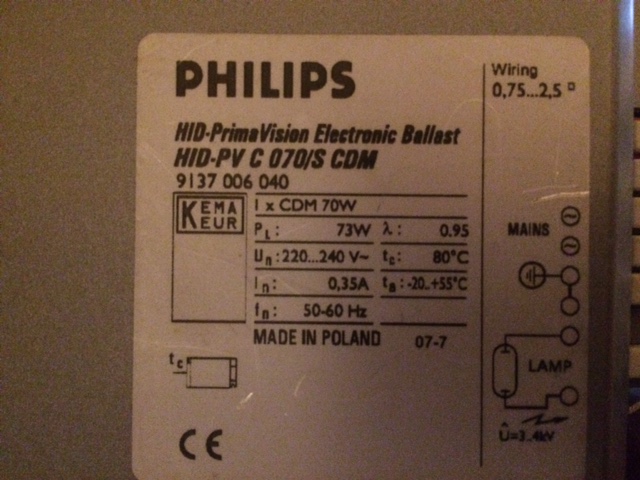 PHILIPS
HID-PrimaVision Electronic Ballast
HID-PV C 070/S CDM
9137 006 040
KEMA
KEUR
1 x CDM 70W
PL: 73W λ: 0.95
Un: 220...240 V~ tc: 80°C
In: 0,35A ta: -20..+55°C
fn: 50-60 Hz
MADE IN POLAND 07-7
tc
CE
Wiring
0,75...2,5 □
MAINS
~
~
LAMP
Û=3..4kV